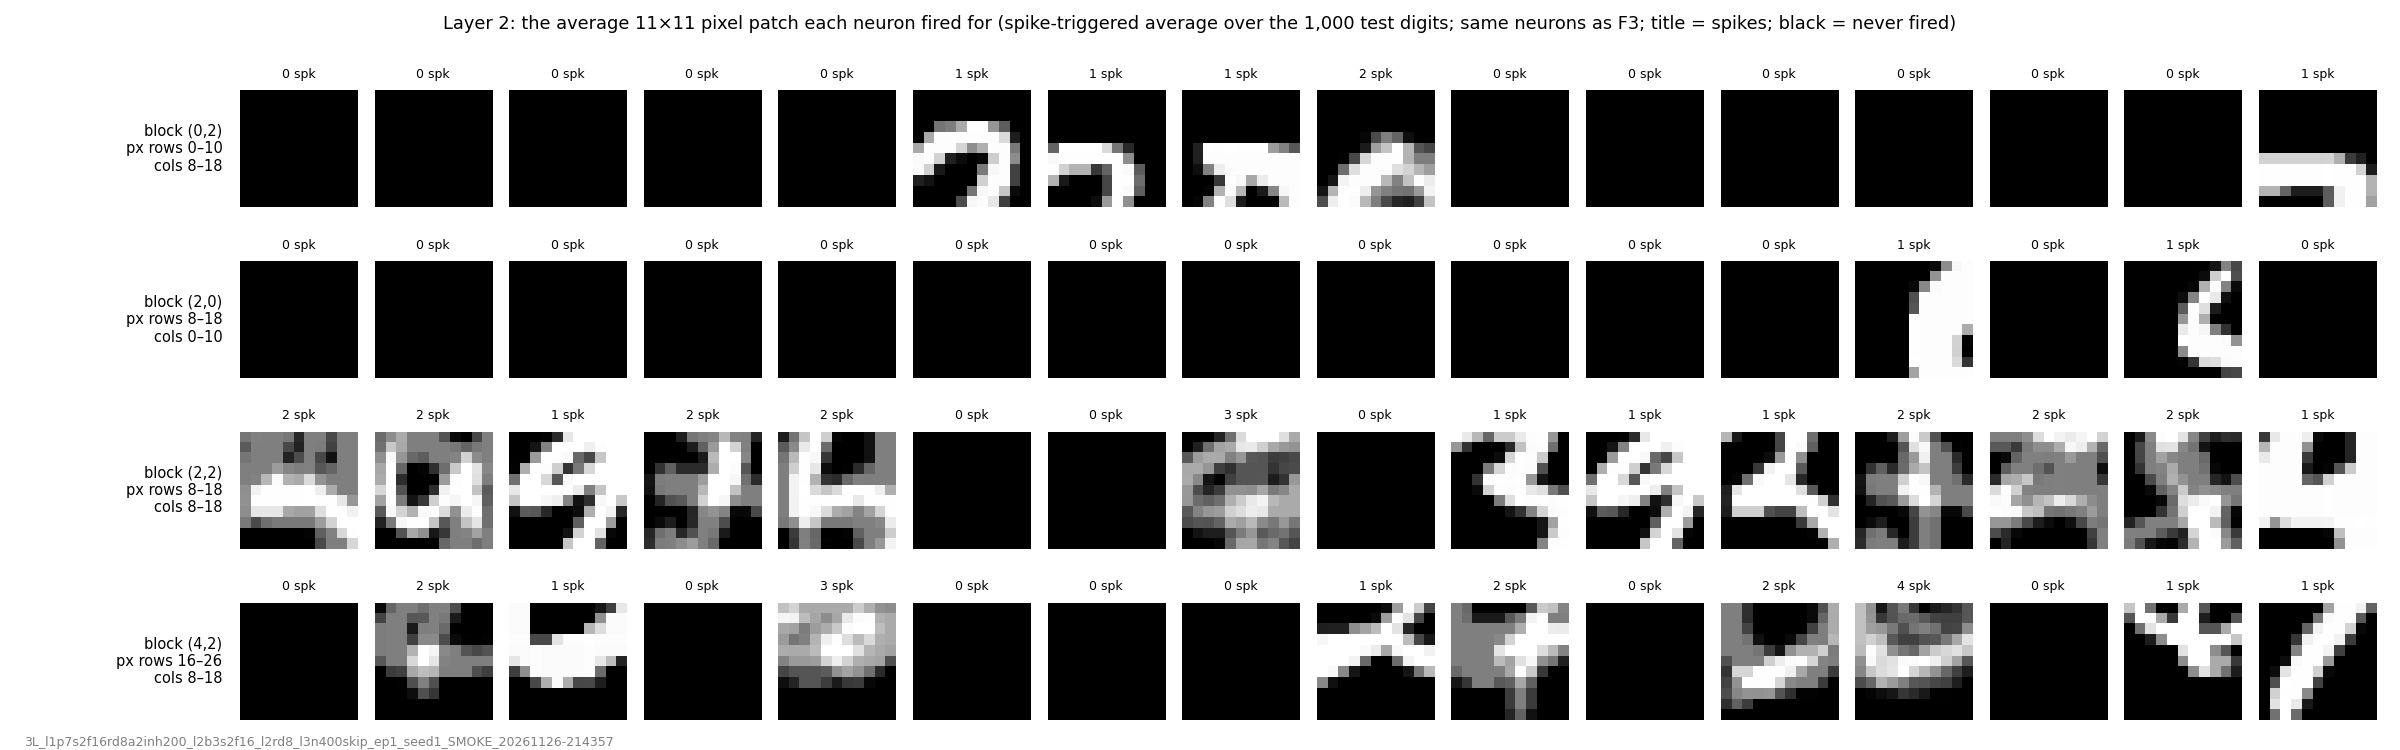 Layer 2: the average 11×11 pixel patch each neuron fired for (spike-triggered average over the 1,000 test digits; same neurons as F3; title = spikes; black = never fired)
0 spk 0 spk 0 spk 0 spk 0 spk 1 spk 1 spk 1 spk 2 spk 0 spk 0 spk 0 spk 0 spk 0 spk 0 spk 1 spk
block (0,2)
px rows 0–10
cols 8–18
0 spk 0 spk 0 spk 0 spk 0 spk 0 spk 0 spk 0 spk 0 spk 0 spk 0 spk 0 spk 1 spk 0 spk 1 spk 0 spk
block (2,0)
px rows 8–18
cols 0–10
2 spk 2 spk 1 spk 2 spk 2 spk 0 spk 0 spk 3 spk 0 spk 1 spk 1 spk 1 spk 2 spk 2 spk 2 spk 1 spk
block (2,2)
px rows 8–18
cols 8–18
0 spk 2 spk 1 spk 0 spk 3 spk 0 spk 0 spk 0 spk 1 spk 2 spk 0 spk 2 spk 4 spk 0 spk 1 spk 1 spk
block (4,2)
px rows 16–26
cols 8–18
3L_l1p7s2f16rd8a2inh200_l2b3s2f16_l2rd8_l3n400skip_ep1_seed1_SMOKE_20261126-214357